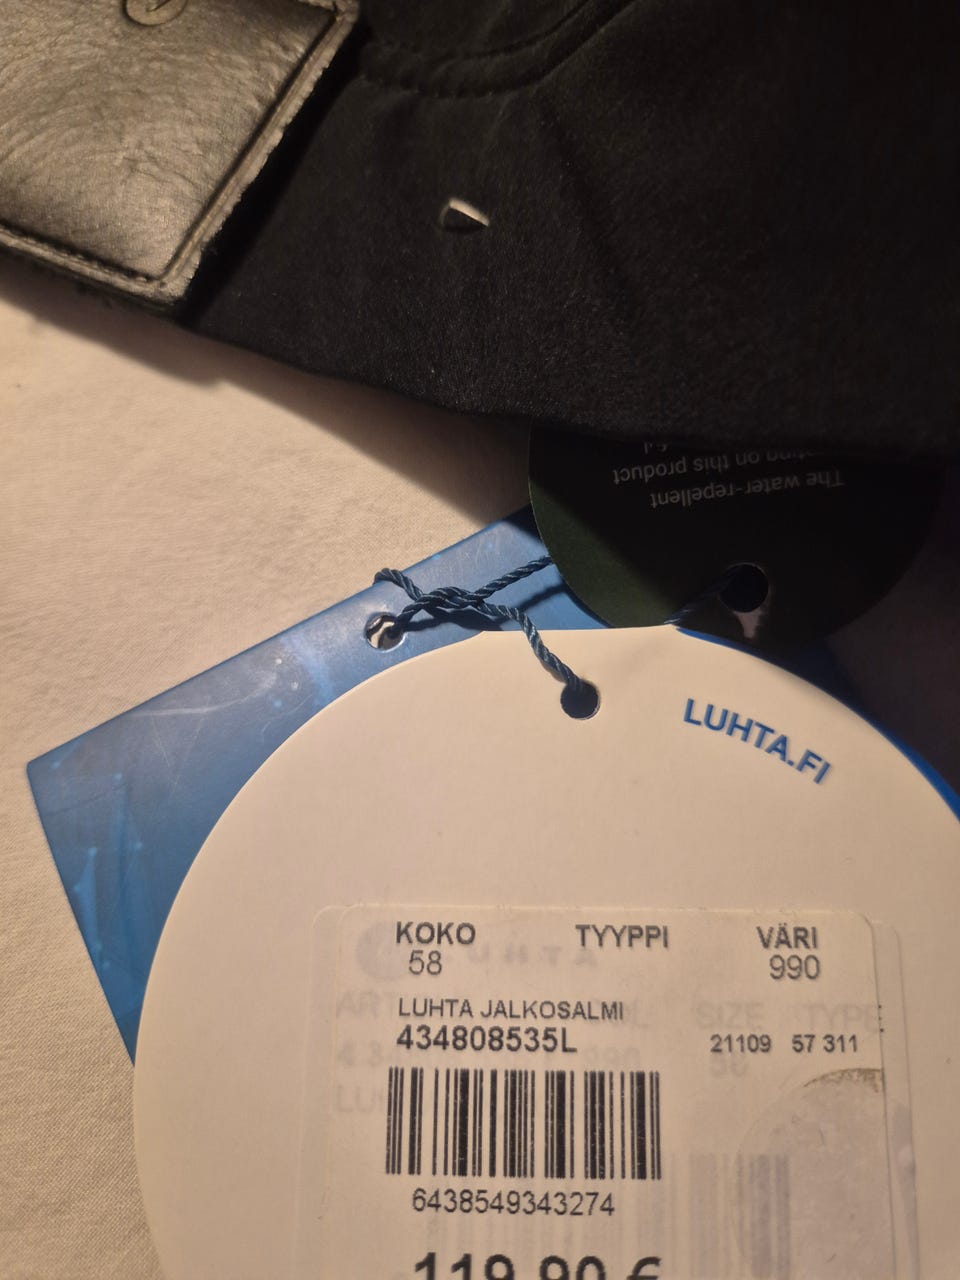 The water-repellent
on this product
LUHTA.FI
KOKO TYYPPI VÄRI
58 990
LUHTA JALKOSALMI
434808535L 21109 57 311
6438549343274
119,90 €